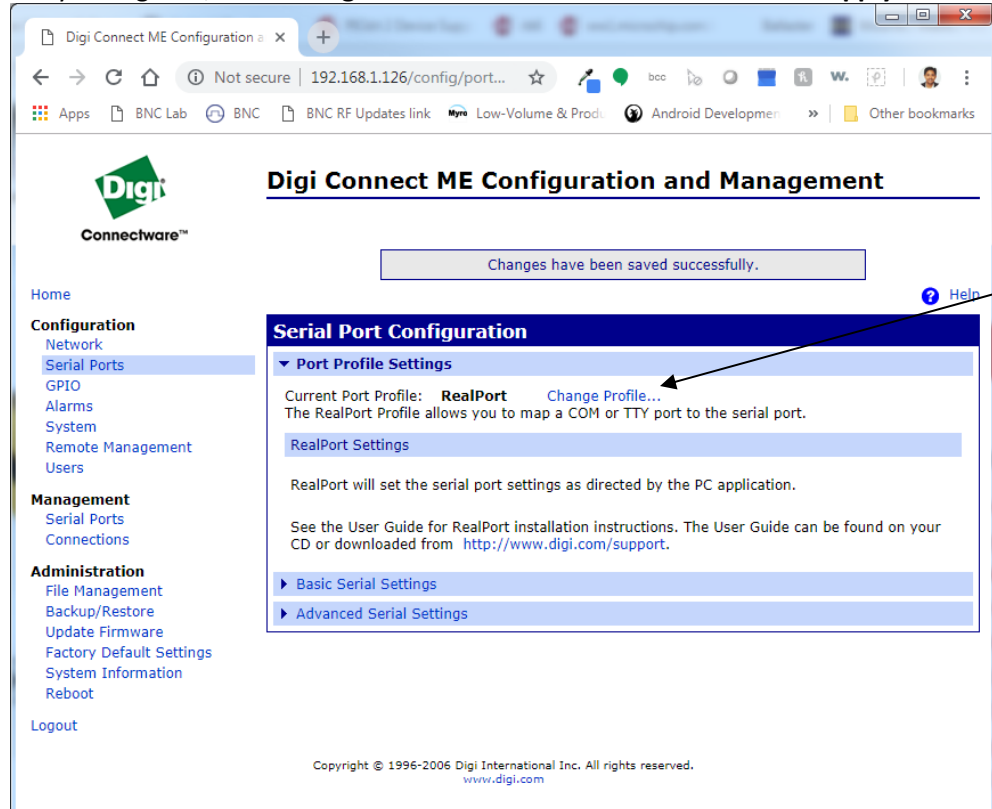 Digi Connect ME Configuration a
Not secure | 192.168.1.126/config/port...
bcc
W.
Apps BNC Lab BNC BNC RF Updates link Myro Low-Volume & Produ Android Developmen » Other bookmarks
Digi
Connectware™
Digi Connect ME Configuration and Management
Changes have been saved successfully.
Home
Help
Configuration
Network
Serial Ports
GPIO
Alarms
System
Remote Management
Users
Management
Serial Ports
Connections
Administration
File Management
Backup/Restore
Update Firmware
Factory Default Settings
System Information
Reboot
Logout
Serial Port Configuration
Port Profile Settings
Current Port Profile: RealPort Change Profile...
The RealPort Profile allows you to map a COM or TTY port to the serial port.
RealPort Settings
RealPort will set the serial port settings as directed by the PC application.
See the User Guide for RealPort installation instructions. The User Guide can be found on your
CD or downloaded from http://www.digi.com/support.
Basic Serial Settings
Advanced Serial Settings
Copyright © 1996-2006 Digi International Inc. All rights reserved.
www.digi.com